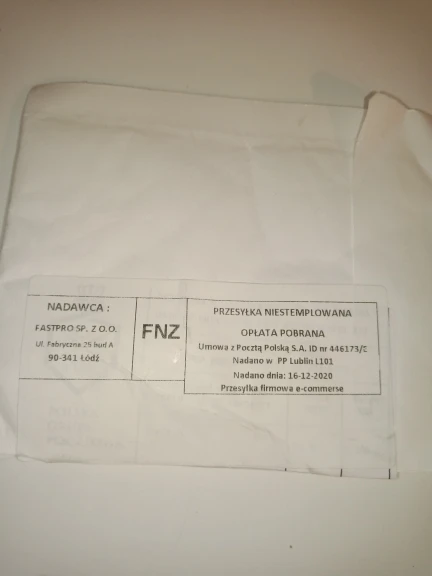 NADAWCA :
FASTPRO SP. Z O.O.
Ul. Fabryczna 25 bud A
90-341 Łódź
FNZ
PRZESYŁKA NIESTEMPLOWANA
OPŁATA POBRANA
Umowa z Pocztą Polską S.A. ID nr 446173/Ł
Nadano w PP Lublin L101
Nadano dnia: 16-12-2020
Przesyłka firmowa e-commerse